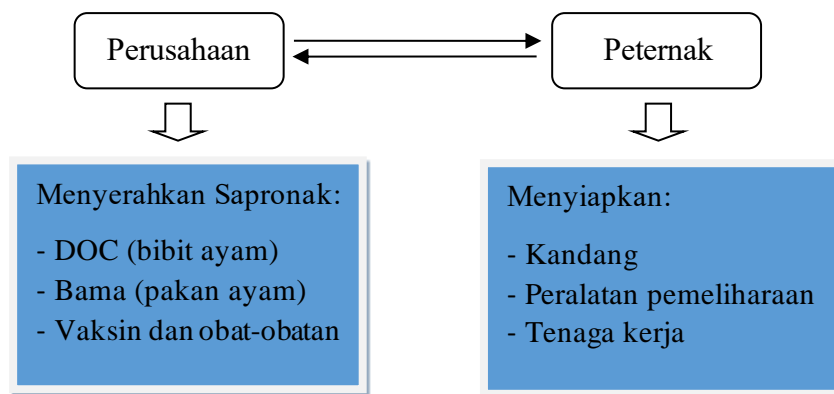 Perusahaan
Peternak
Menyerahkan Sapronak:
- DOC (bibit ayam)
- Bama (pakan ayam)
- Vaksin dan obat-obatan
Menyiapkan:
- Kandang
- Peralatan pemeliharaan
- Tenaga kerja